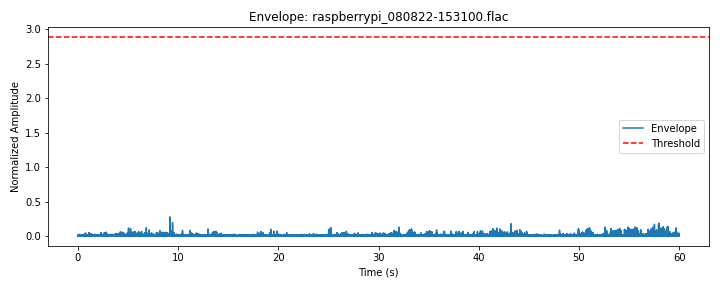 Envelope: raspberrypi_080822-153100.flac
Normalized Amplitude
3.0
2.5
2.0
1.5
1.0
0.5
0.0
Envelope
Threshold
0 10 20 30 40 50 60
Time (s)